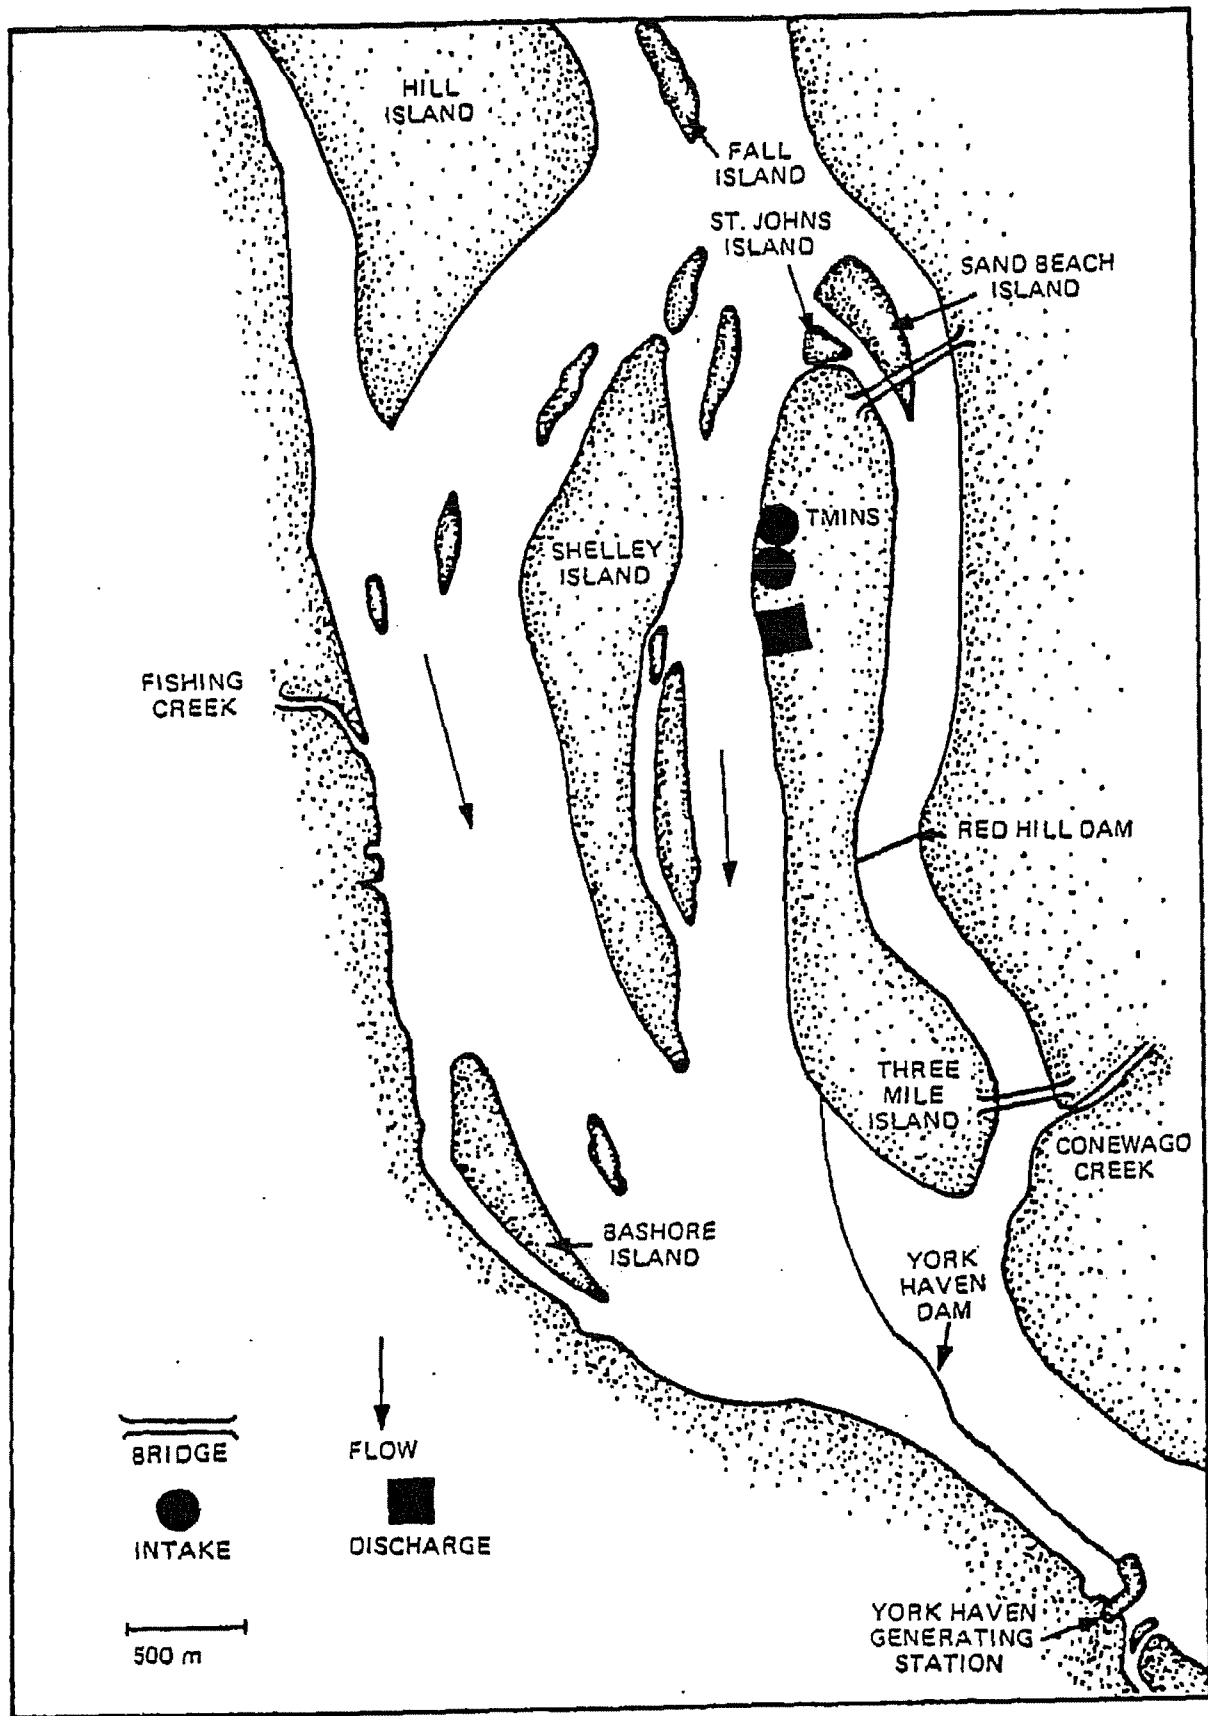 HILL
ISLAND
FALL
ISLAND
ST. JOHNS
ISLAND
SAND BEACH
ISLAND
TMINS
SHELLEY
ISLAND
FISHING
CREEK
RED HILL DAM
THREE
MILE
ISLAND
CONEWAGO
CREEK
BASHORE
ISLAND
YORK
HAVEN
DAM
BRIDGE
FLOW
INTAKE
DISCHARGE
500 m
YORK HAVEN
GENERATING
STATION